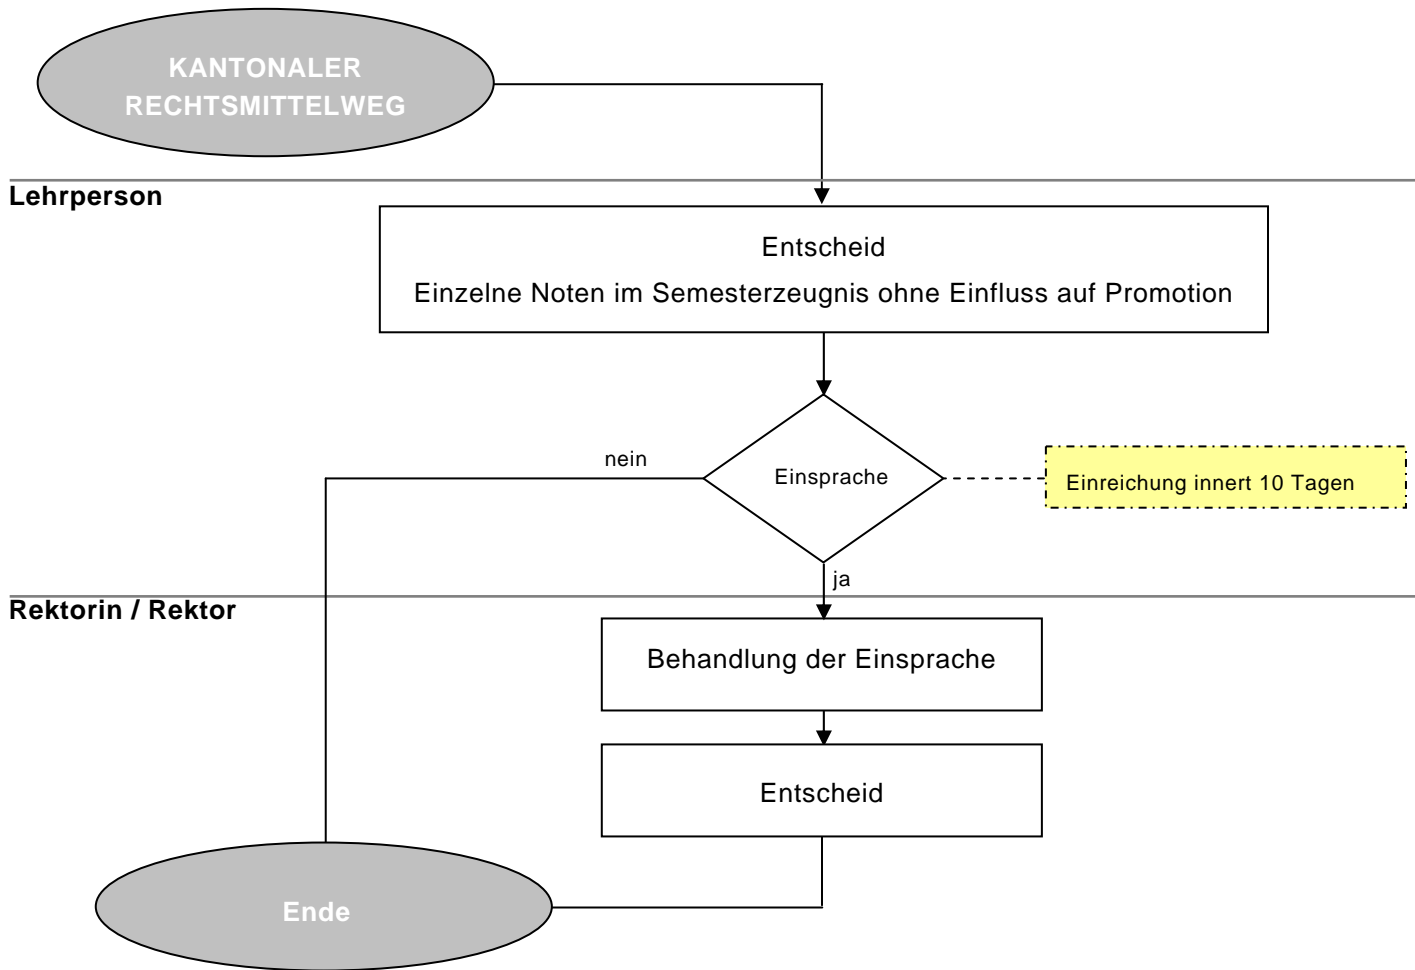 KANTONALER
RECHTSMITTELWEG
Lehrperson
Entscheid
Einzelne Noten im Semesterzeugnis ohne Einfluss auf Promotion
nein
Einsprache
Einreichung innert 10 Tagen
ja
Rektorin / Rektor
Behandlung der Einsprache
Entscheid
Ende